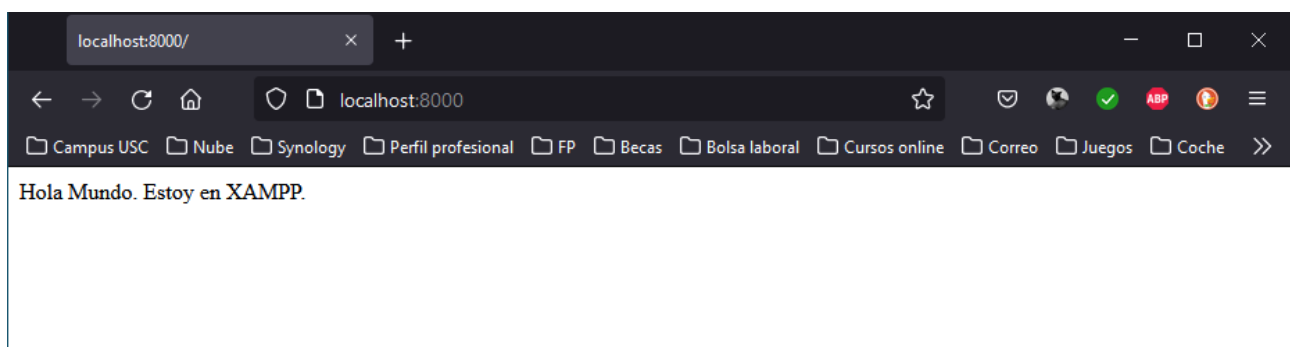 localhost:8000/
localhost:8000
ABP
Campus USC Nube Synology Perfil profesional FP Becas Bolsa laboral Cursos online Correo Juegos Coche
Hola Mundo. Estoy en XAMPP.